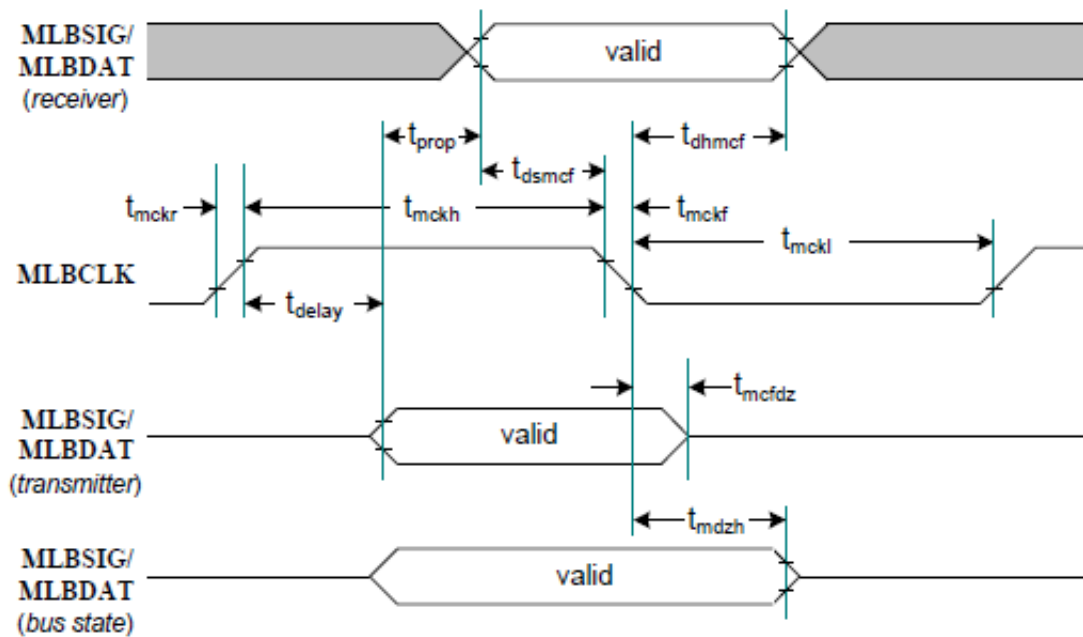 MLBSIG/
MLBDAT
(receiver)
valid
tprop
tdhmcf
tdsmcf
tmckr
tmckh
tmckf
tmckl
MLBCLK
tdelay
tmcfdz
MLBSIG/
MLBDAT
(transmitter)
valid
tmdzh
MLBSIG/
MLBDAT
(bus state)
valid